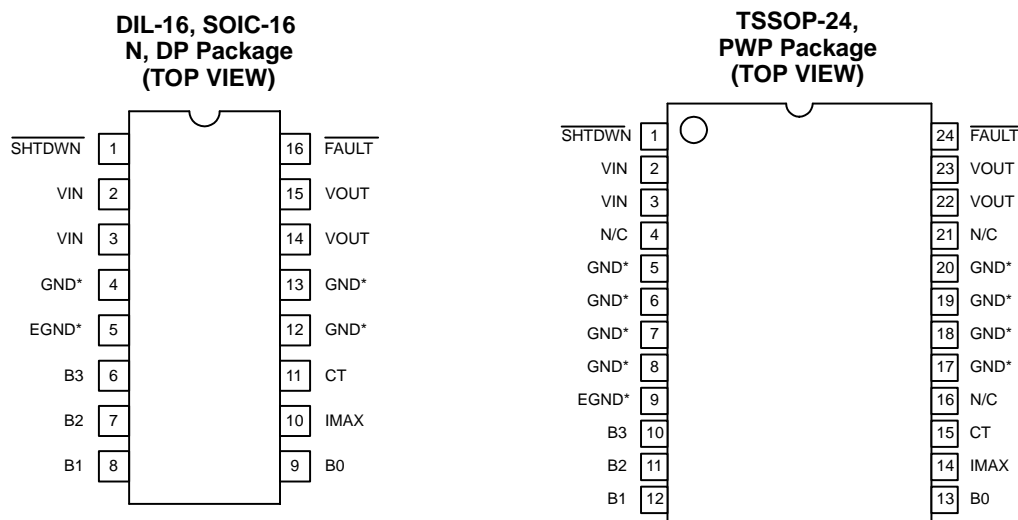 DIL-16, SOIC-16
N, DP Package
(TOP VIEW)
SHTDWN 1 16 FAULT
VIN 2 15 VOUT
VIN 3 14 VOUT
GND* 4 13 GND*
EGND* 5 12 GND*
B3 6 11 CT
B2 7 10 IMAX
B1 8 9 B0
TSSOP-24,
PWP Package
(TOP VIEW)
SHTDWN 1 24 FAULT
VIN 2 23 VOUT
VIN 3 22 VOUT
N/C 4 21 N/C
GND* 5 20 GND*
GND* 6 19 GND*
GND* 7 18 GND*
GND* 8 17 GND*
EGND* 9 16 N/C
B3 10 15 CT
B2 11 14 IMAX
B1 12 13 B0